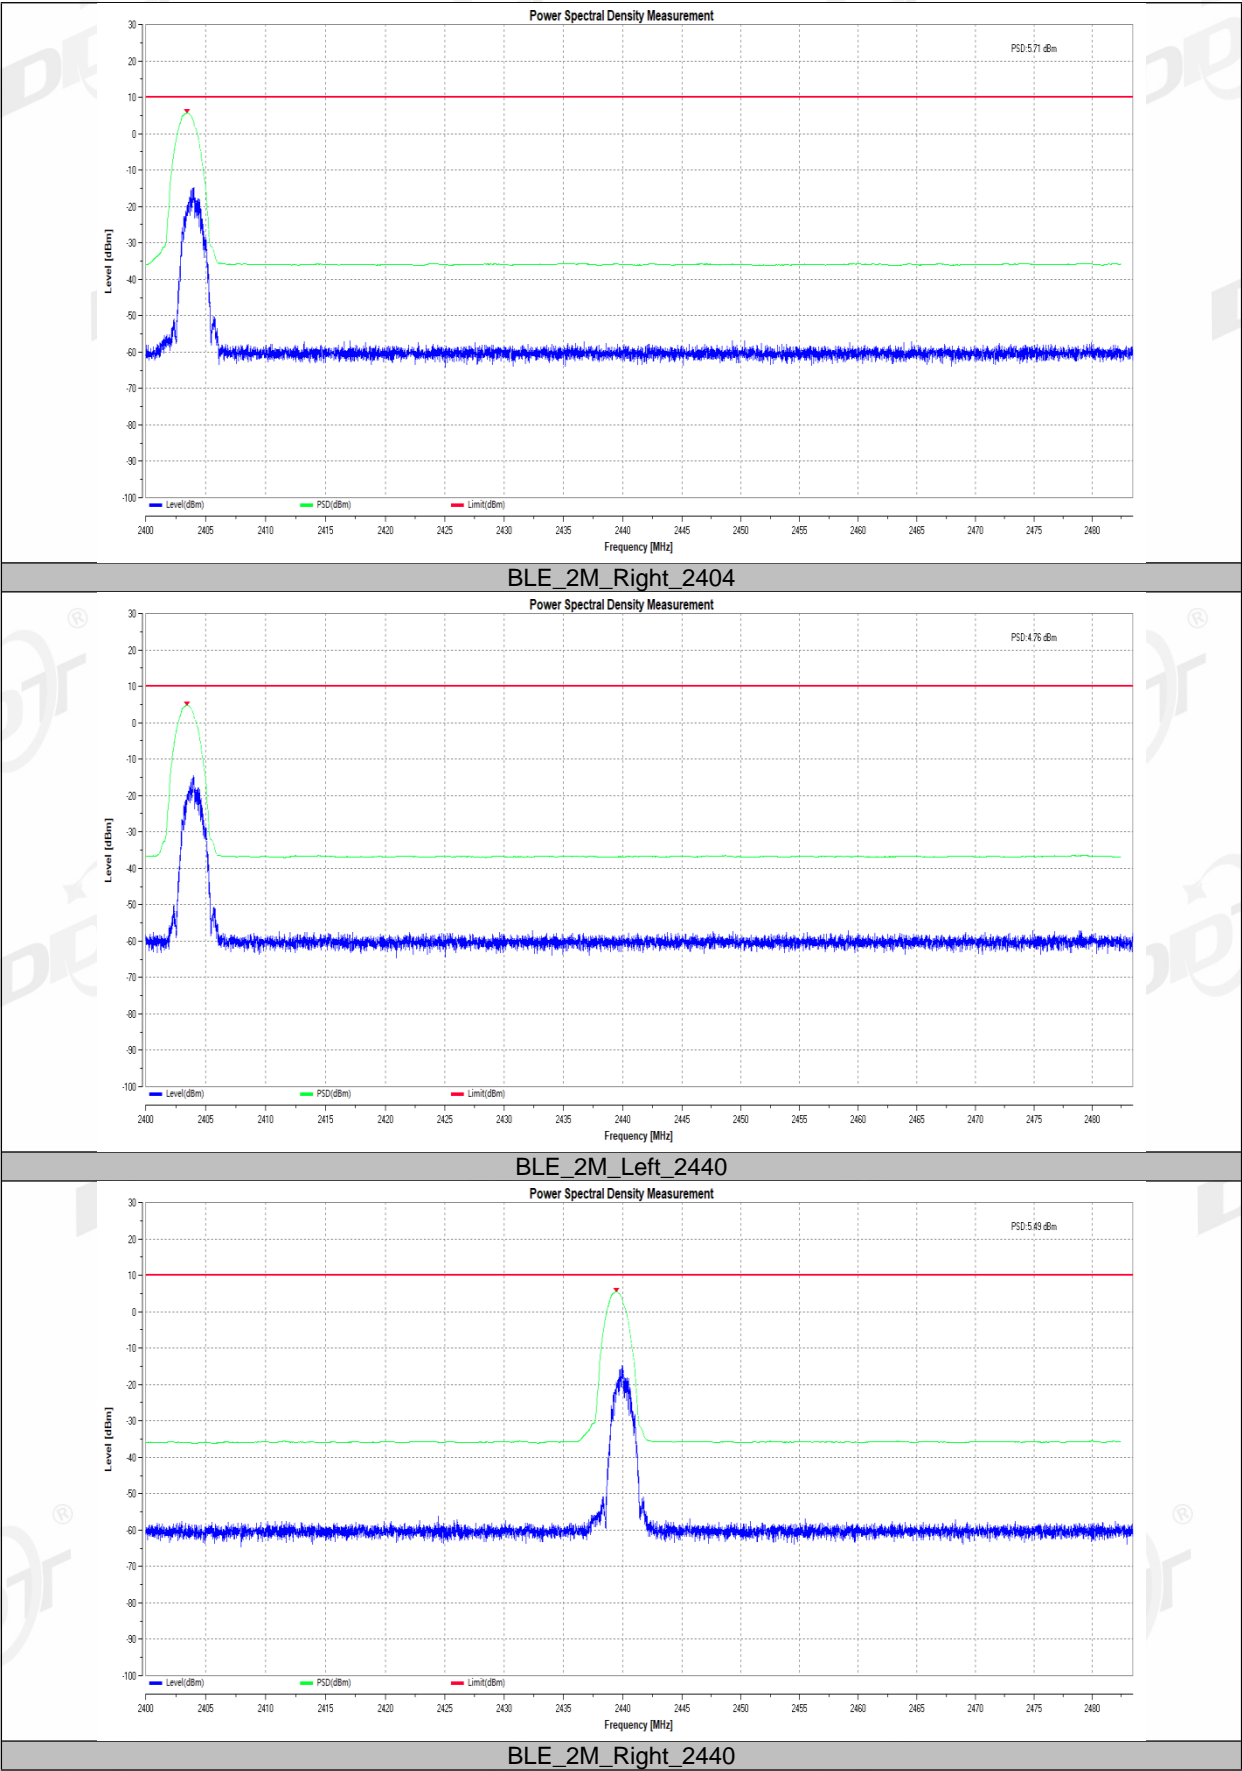 Power Spectral Density Measurement
PSD:5.71 dBm
30
20
10
0
-10
-20
-30
-40
-50
-60
-70
-80
-90
-100
Level [dBm]
Level(dBm) PSD(dBm) Limit(dBm)
2400 2405 2410 2415 2420 2425 2430 2435 2440 2445 2450 2455 2460 2465 2470 2475 2480
Frequency [MHz]
BLE_2M_Right_2404
Power Spectral Density Measurement
PSD:4.76 dBm
30
20
10
0
-10
-20
-30
-40
-50
-60
-70
-80
-90
-100
Level [dBm]
Level(dBm) PSD(dBm) Limit(dBm)
2400 2405 2410 2415 2420 2425 2430 2435 2440 2445 2450 2455 2460 2465 2470 2475 2480
Frequency [MHz]
BLE_2M_Left_2440
Power Spectral Density Measurement
PSD:5.49 dBm
30
20
10
0
-10
-20
-30
-40
-50
-60
-70
-80
-90
-100
Level [dBm]
Level(dBm) PSD(dBm) Limit(dBm)
2400 2405 2410 2415 2420 2425 2430 2435 2440 2445 2450 2455 2460 2465 2470 2475 2480
Frequency [MHz]
BLE_2M_Right_2440